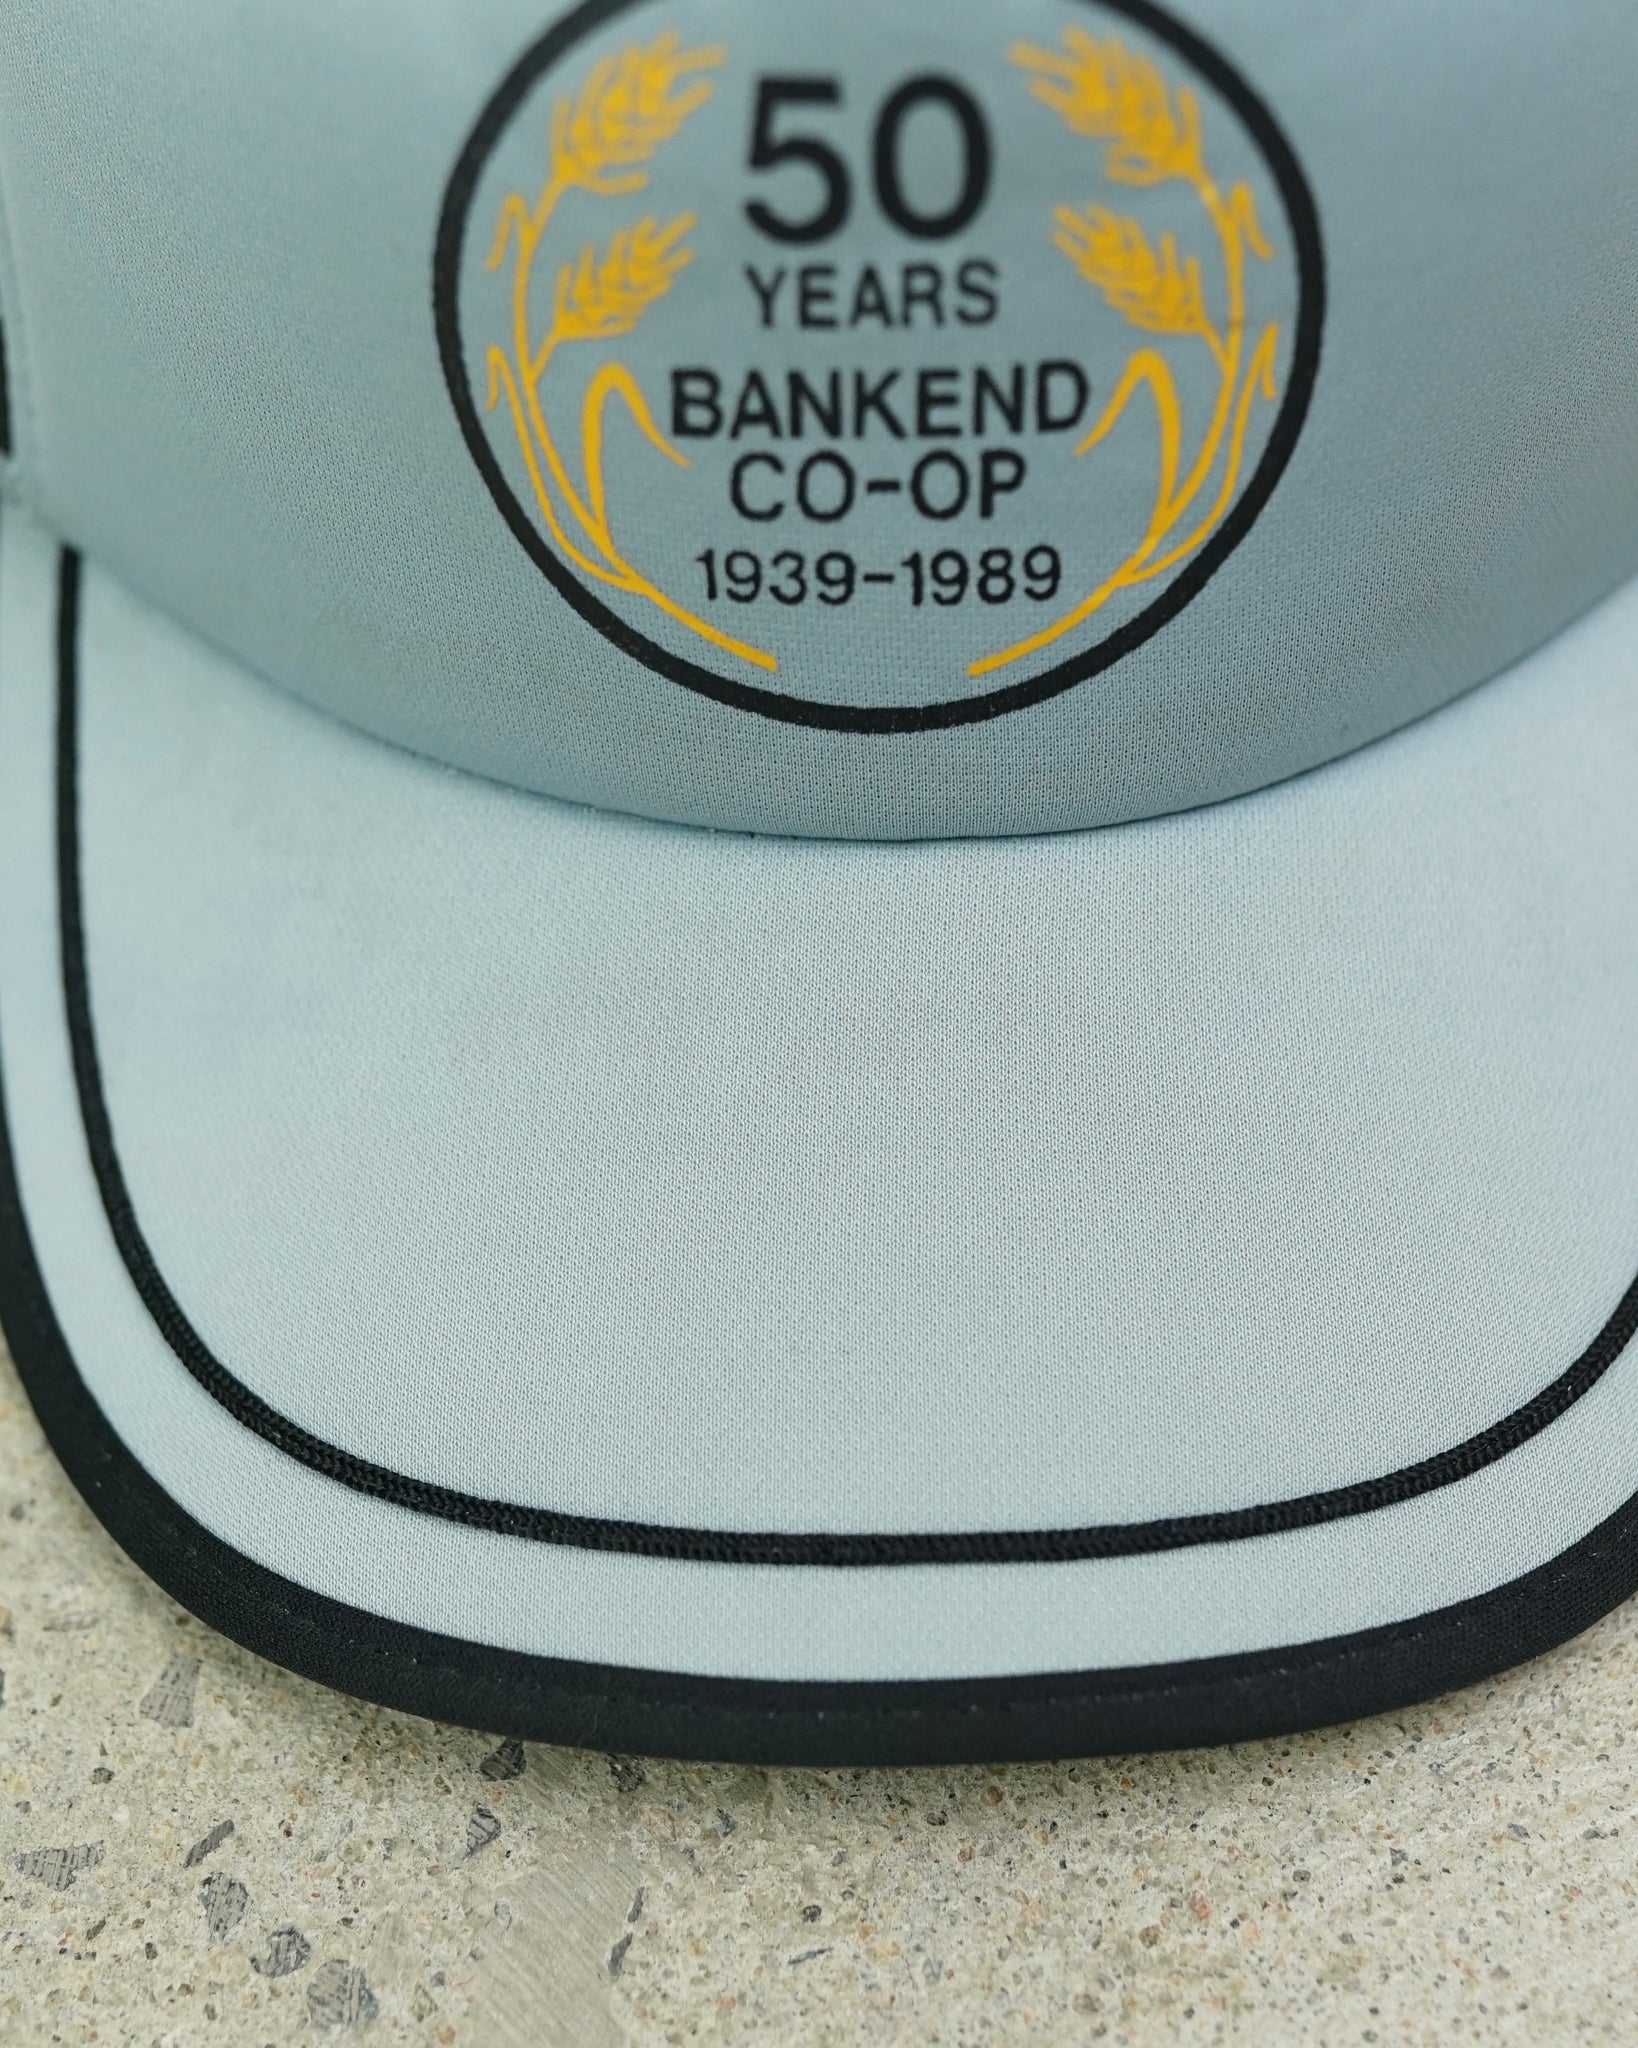 50
YEARS
BANKEND
CO-OP
1939-1989